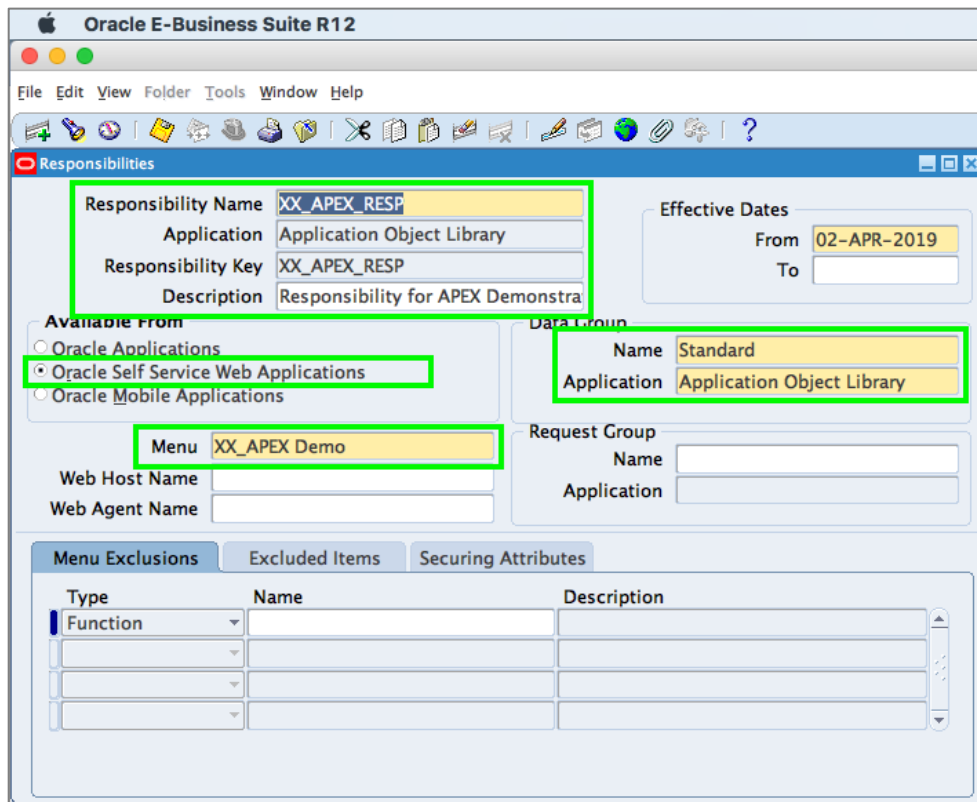 Oracle E-Business Suite R12
File Edit View Folder Tools Window Help
Responsibilities
Responsibility Name XX_APEX_RESP
Application Application Object Library
Responsibility Key XX_APEX_RESP
Description Responsibility for APEX Demonstra
Effective Dates
From 02-APR-2019
To
Available From
Oracle Applications
Oracle Self Service Web Applications
Oracle Mobile Applications
Data Group
Name Standard
Application Application Object Library
Menu XX_APEX Demo
Web Host Name
Web Agent Name
Request Group
Name
Application
Menu Exclusions Excluded Items Securing Attributes
Type Name Description
Function